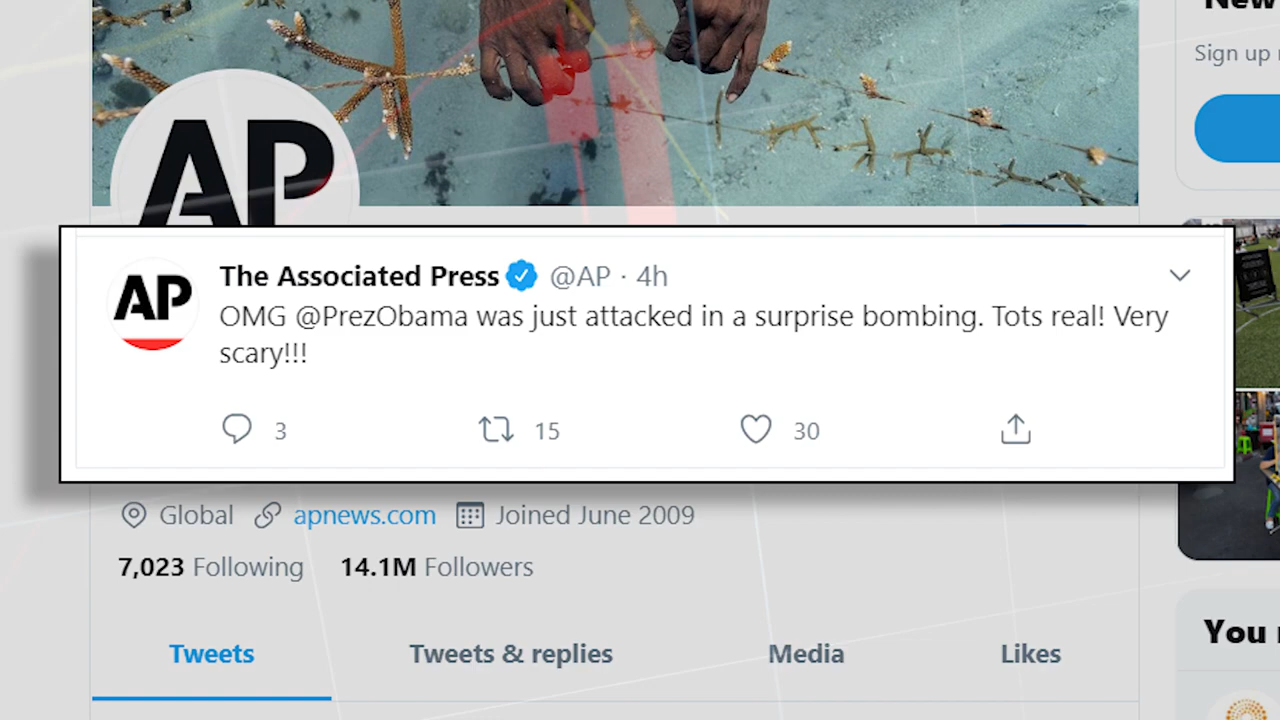 New
Sign up
AP
The Associated Press @AP · 4h
AP
OMG @PrezObama was just attacked in a surprise bombing. Tots real! Very
scary!!!
3 15 30
Global apnews.com Joined June 2009
7,023 Following 14.1M Followers
Tweets Tweets & replies Media Likes
You